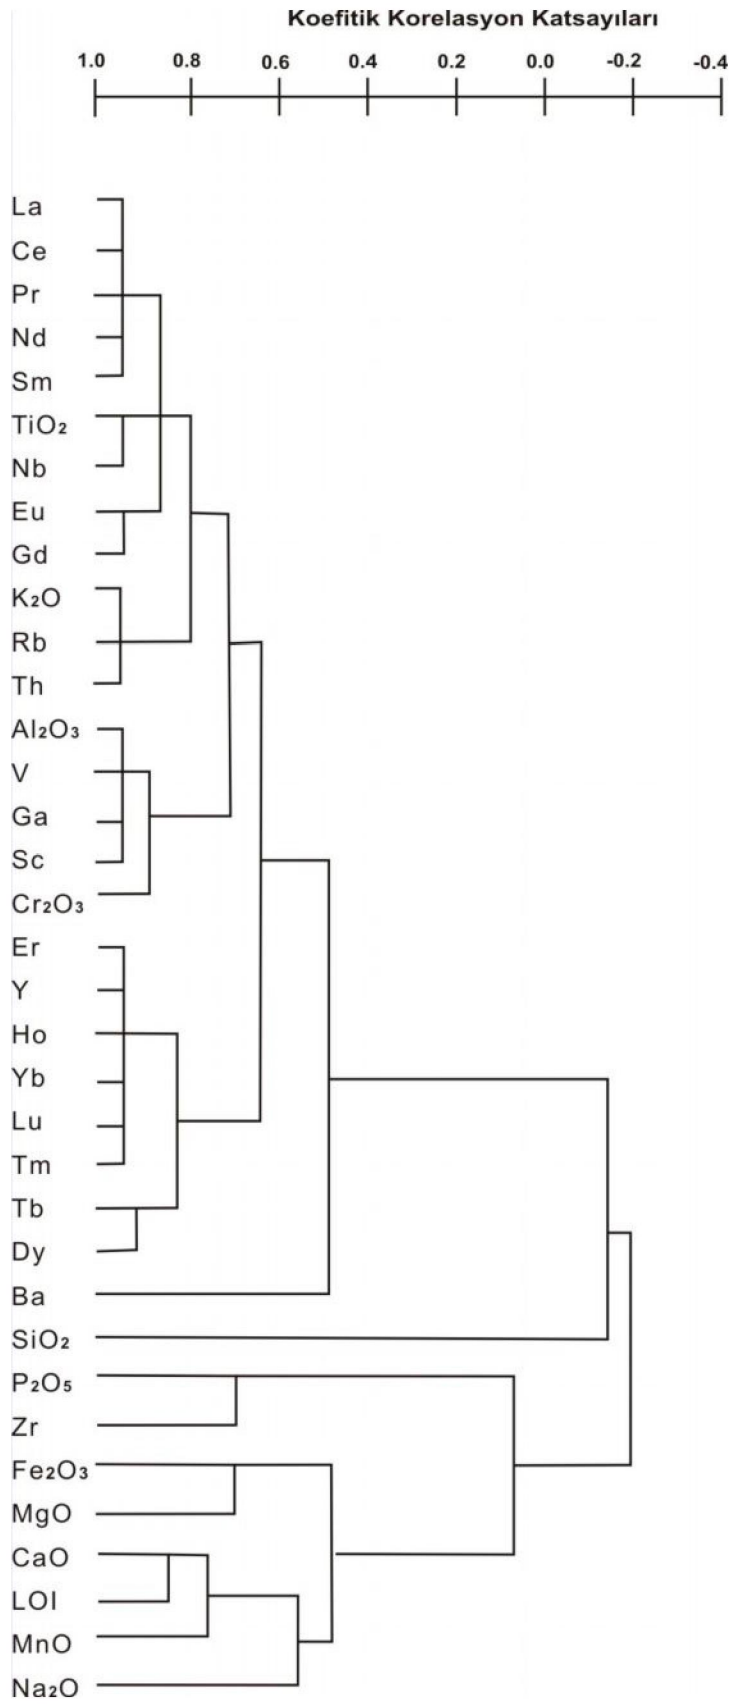 Koefitik Korelasyon Katsayıları
1.0 0.8 0.6 0.4 0.2 0.0 -0.2 -0.4
La
Ce
Pr
Nd
Sm
TiO₂
Nb
Eu
Gd
K₂O
Rb
Th
Al₂O₃
V
Ga
Sc
Cr₂O₃
Er
Y
Ho
Yb
Lu
Tm
Tb
Dy
Ba
SiO₂
P₂O₅
Zr
Fe₂O₃
MgO
CaO
LOI
MnO
Na₂O